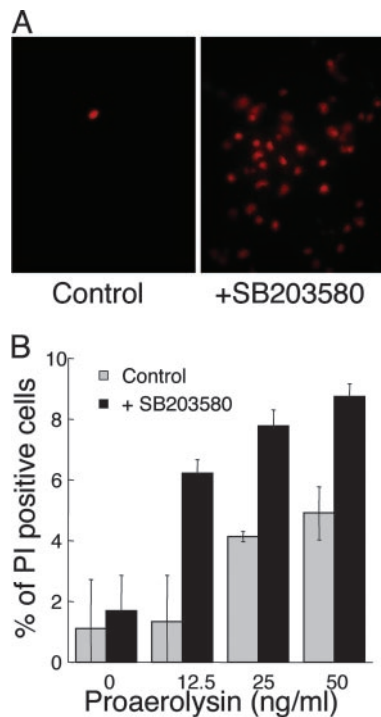 A
Control +SB203580
B
10
8
6
4
2
0
% of PI positive cells
Control
+ SB203580
0 12.5 25 50
Proaerolysin (ng/ml)